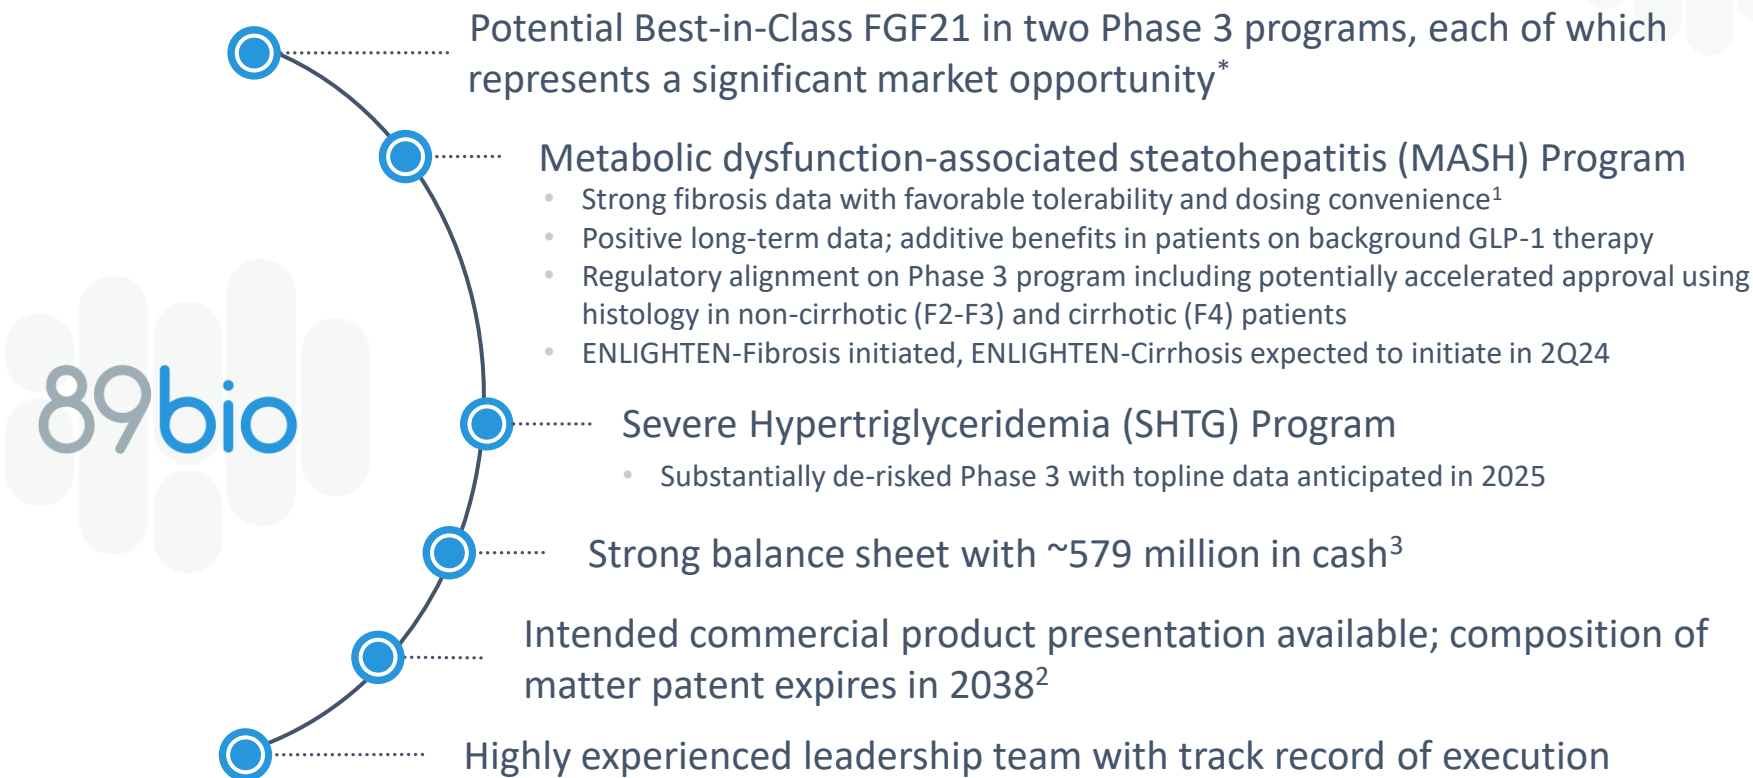 Potential Best-in-Class FGF21 in two Phase 3 programs, each of which
represents a significant market opportunity*
Metabolic dysfunction-associated steatohepatitis (MASH) Program
• Strong fibrosis data with favorable tolerability and dosing convenience1
• Positive long-term data; additive benefits in patients on background GLP-1 therapy
• Regulatory alignment on Phase 3 program including potentially accelerated approval using
histology in non-cirrhotic (F2-F3) and cirrhotic (F4) patients
• ENLIGHTEN-Fibrosis initiated, ENLIGHTEN-Cirrhosis expected to initiate in 2Q24
89bio
Severe Hypertriglyceridemia (SHTG) Program
• Substantially de-risked Phase 3 with topline data anticipated in 2025
Strong balance sheet with ~579 million in cash3
Intended commercial product presentation available; composition of
matter patent expires in 20382
Highly experienced leadership team with track record of execution